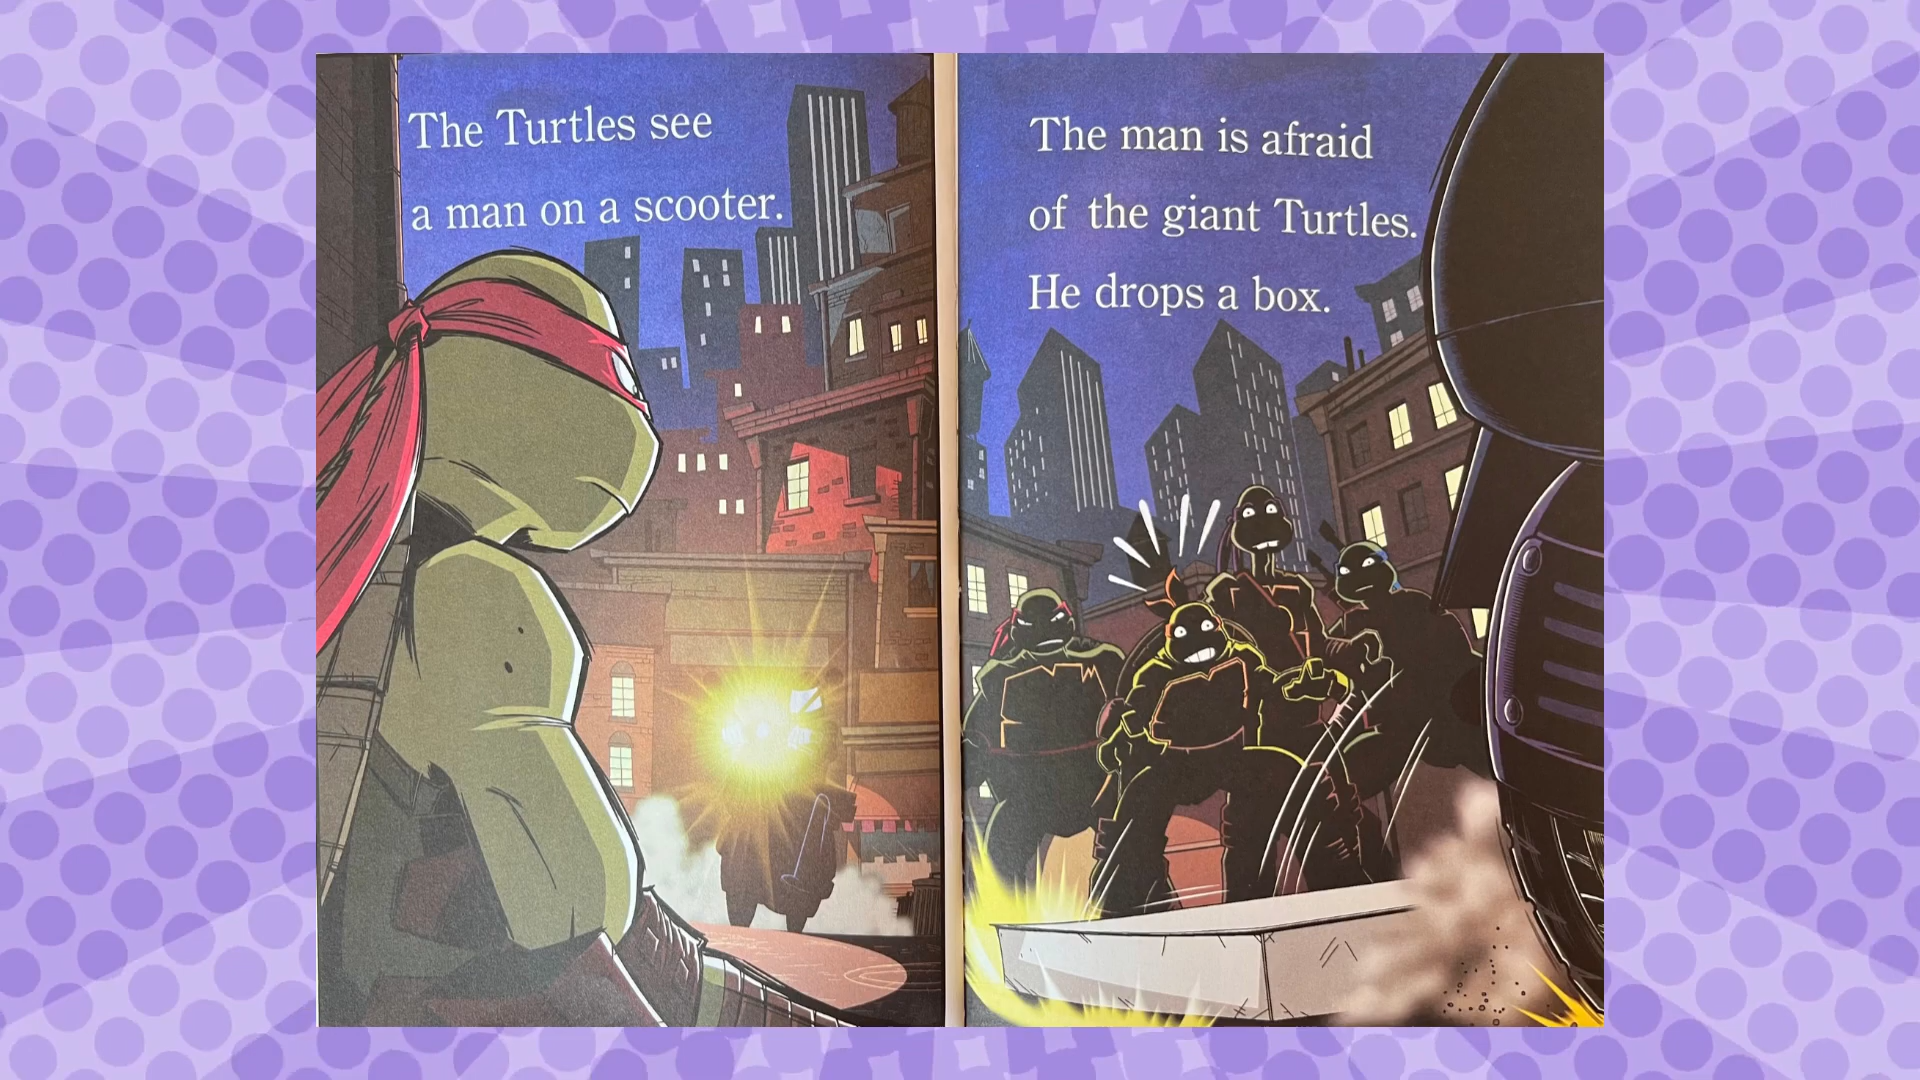 The Turtles see
a man on a scooter.
The man is afraid
of the giant Turtles.
He drops a box.